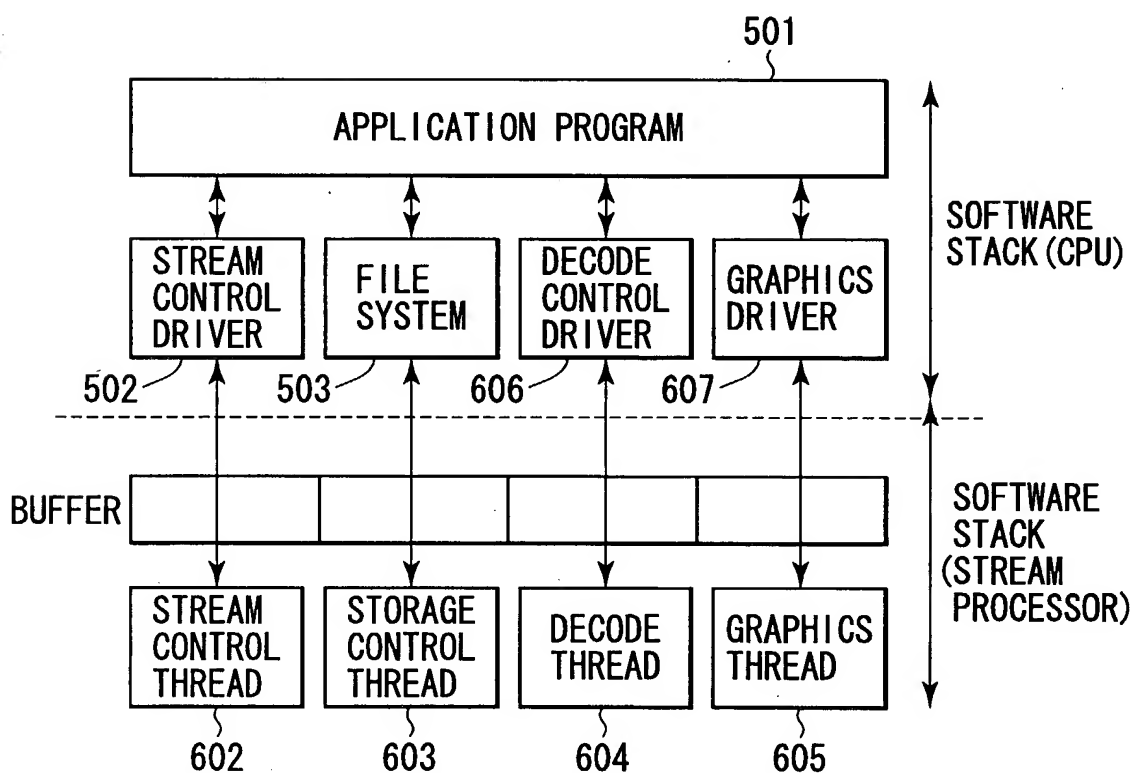 501
APPLICATION PROGRAM
STREAM
CONTROL
DRIVER
FILE
SYSTEM
DECODE
CONTROL
DRIVER
GRAPHICS
DRIVER
SOFTWARE
STACK (CPU)
502
503
606
607
BUFFER
SOFTWARE
STACK
(STREAM
PROCESSOR)
STREAM
CONTROL
THREAD
STORAGE
CONTROL
THREAD
DECODE
THREAD
GRAPHICS
THREAD
602
603
604
605